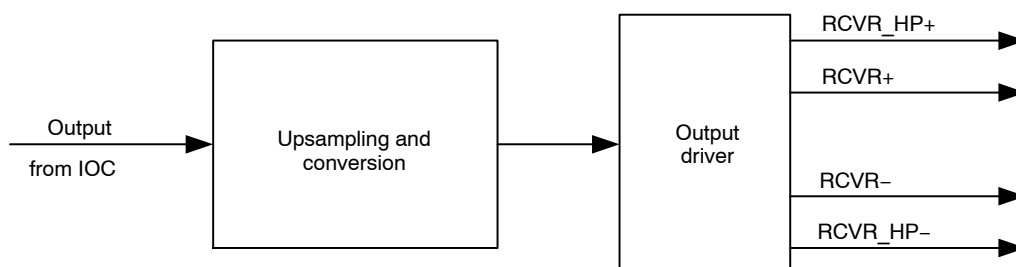 Output
from IOC
Upsampling and
conversion
Output
driver
RCVR_HP+
RCVR+
RCVR−
RCVR_HP−